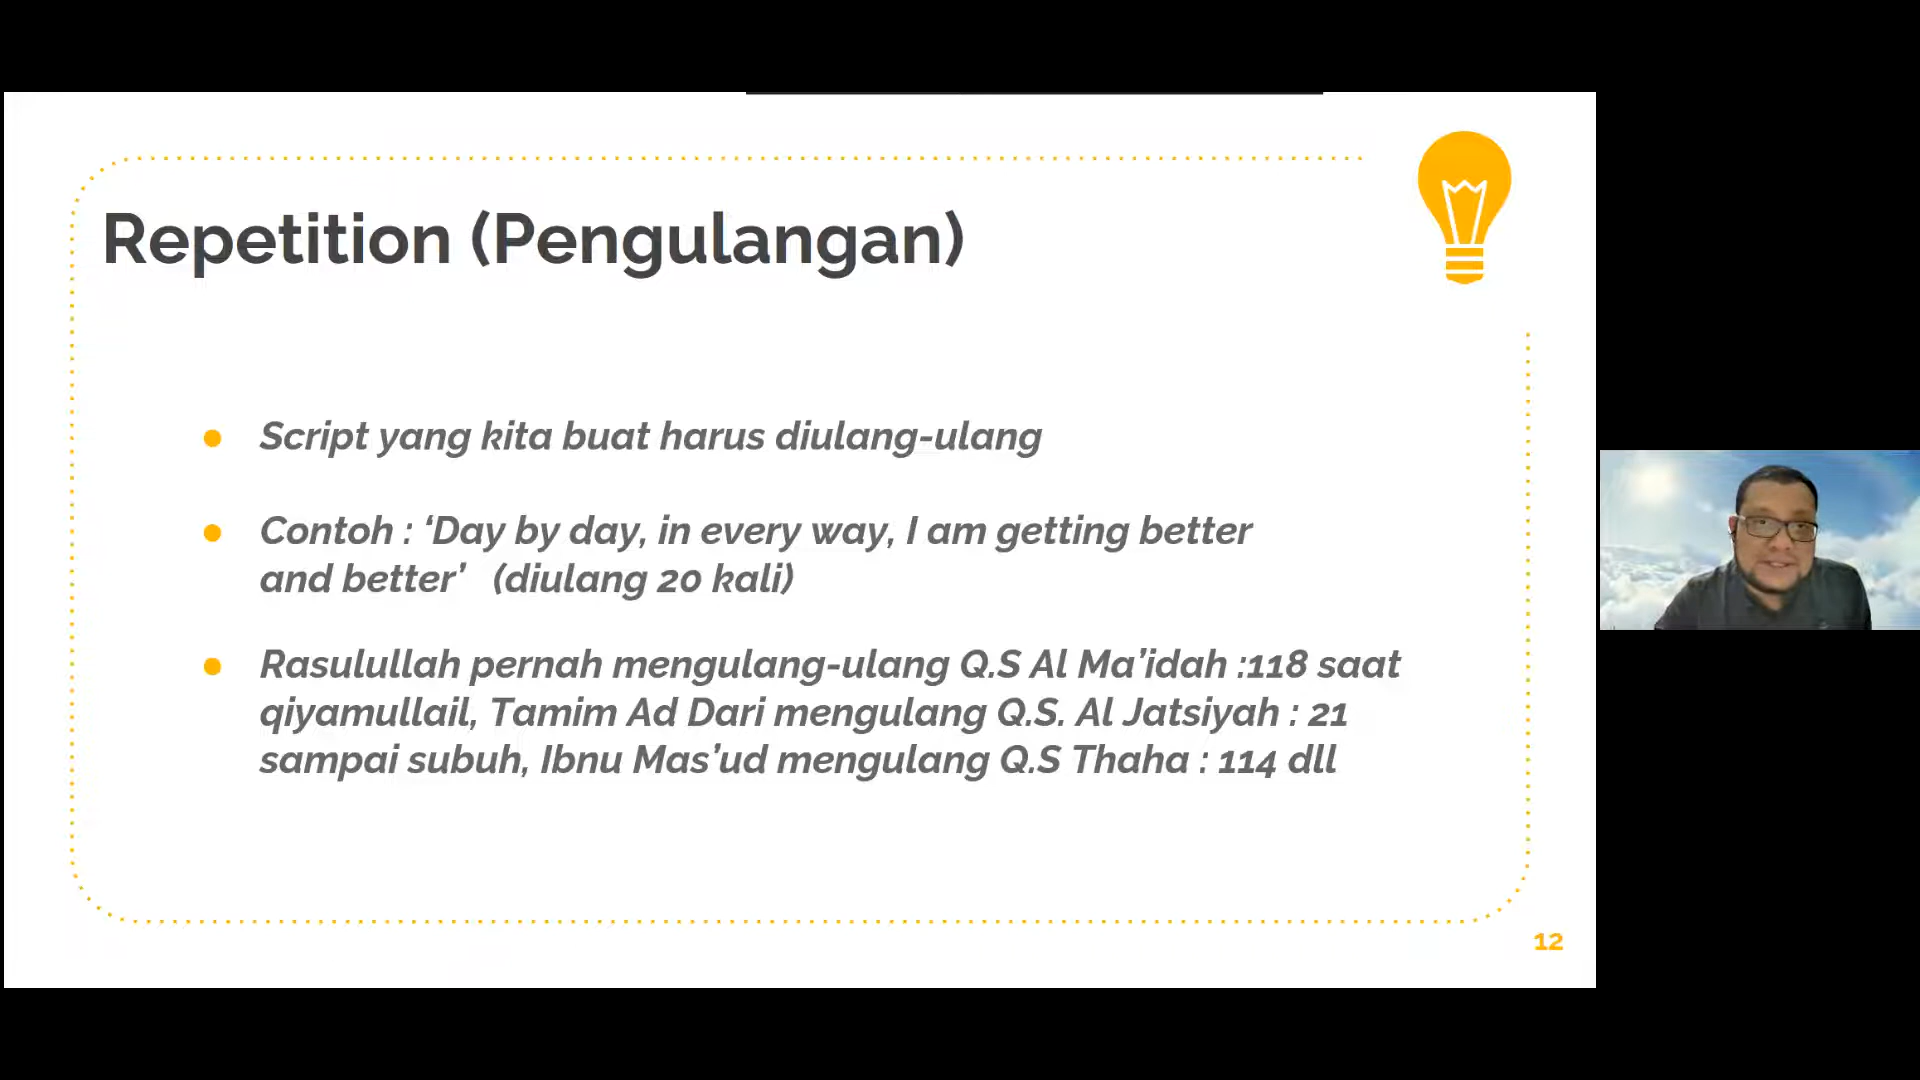 Repetition (Pengulangan)
Script yang kita buat harus diulang-ulang
Contoh : ‘Day by day, in every way, I am getting better
and better’ (diulang 20 kali)
Rasulullah pernah mengulang-ulang Q.S Al Ma’idah :118 saat
qiyamullail, Tamim Ad Dari mengulang Q.S. Al Jatsiyah : 21
sampai subuh, Ibnu Mas’ud mengulang Q.S Thaha : 114 dll
12